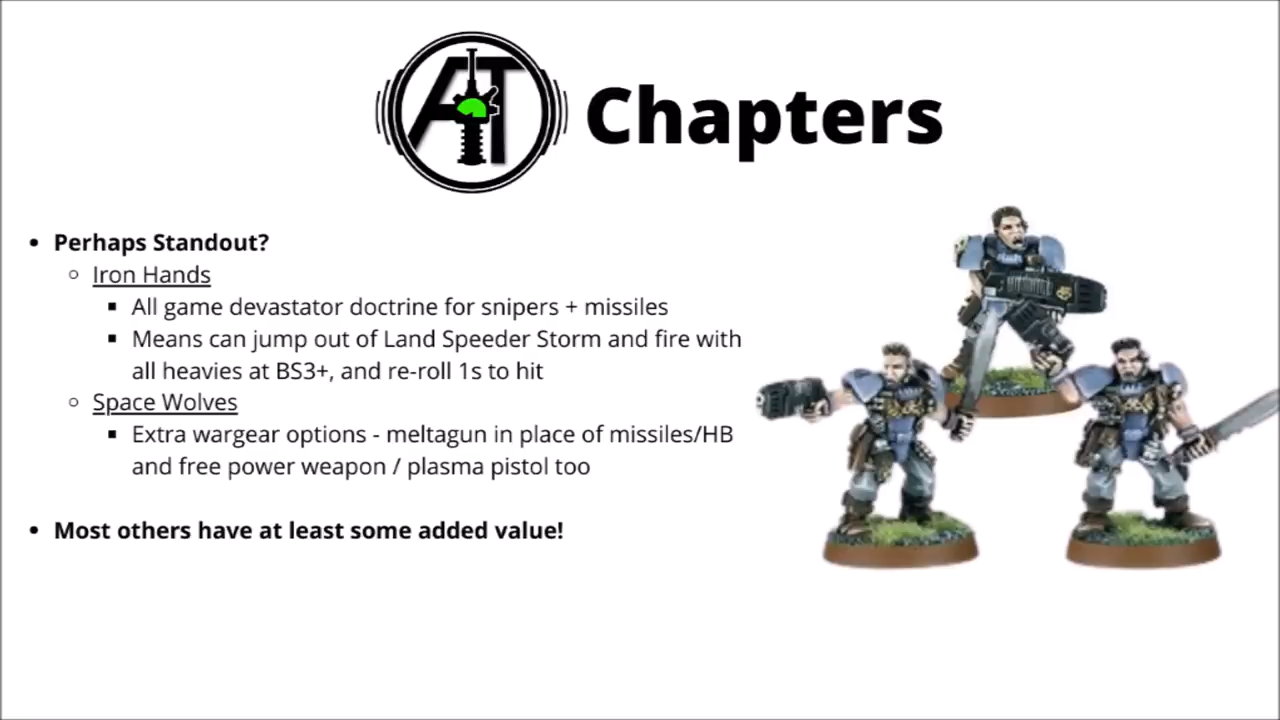 AT
Chapters
Perhaps Standout?
Iron Hands
All game devastator doctrine for snipers + missiles
Means can jump out of Land Speeder Storm and fire with
all heavies at BS3+, and re-roll 1s to hit
Space Wolves
Extra wargear options - meltagun in place of missiles/HB
and free power weapon / plasma pistol too
Most others have at least some added value!